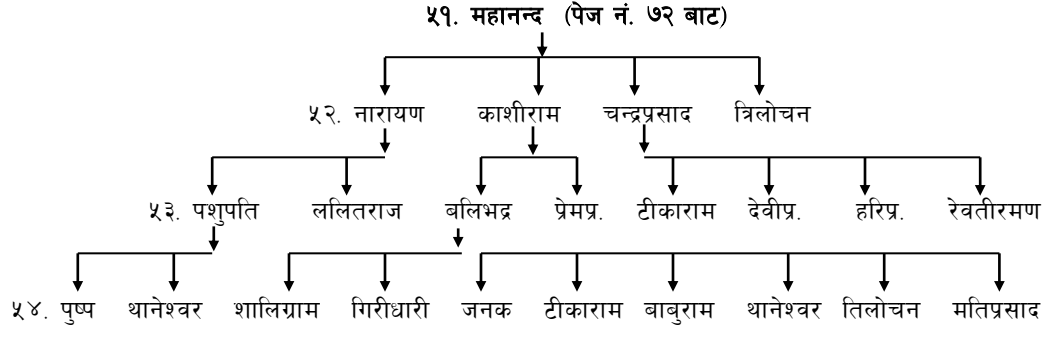 ५१. महानन्द (पेज नं. ७२ बाट)
५२. नारायण काशीराम चन्द्रप्रसाद त्रिलोचन
५३. पशुपति ललितराज बलिभद्र प्रेमप्र. टीकाराम देवीप्र. हरिप्र. रेवतीरमण
५४. पुष्प थानेश्वर शालिग्राम गिरीधारी जनक टीकाराम बाबुराम थानेश्वर तिलोचन मतिप्रसाद